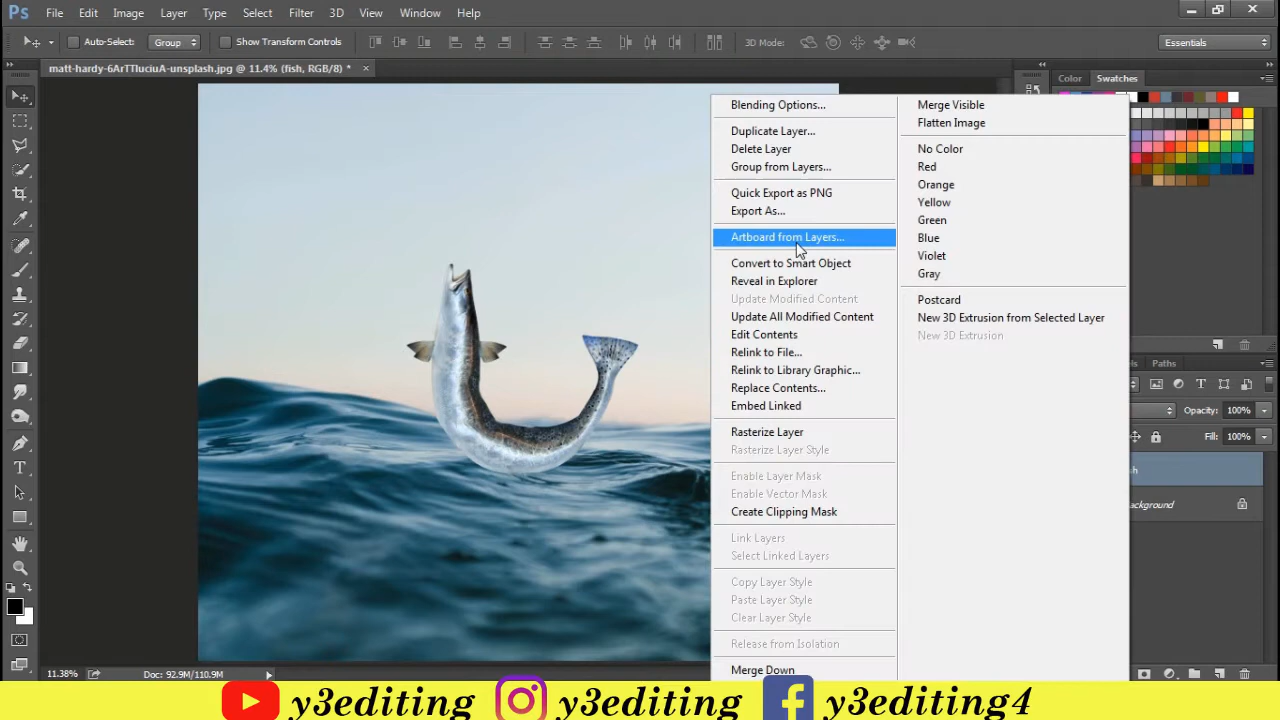 Ps File Edit Image Layer Type Select Filter 3D View Window Help
Auto-Select: Group Show Transform Controls 3D Mode: Essentials
matt-hardy-6ArTTluciuA-unsplash.jpg @ 11.4% (fish, RGB/8) *
Color Swatches
Blending Options...
Duplicate Layer...
Delete Layer
Group from Layers...
Quick Export as PNG
Export As...
Artboard from Layers...
Convert to Smart Object
Reveal in Explorer
Update Modified Content
Update All Modified Content
Edit Contents
Relink to File...
Relink to Library Graphic...
Replace Contents...
Embed Linked
Rasterize Layer
Rasterize Layer Style
Enable Layer Mask
Enable Vector Mask
Create Clipping Mask
Link Layers
Select Linked Layers
Copy Layer Style
Paste Layer Style
Clear Layer Style
Release from Isolation
Merge Down
Merge Visible
Flatten Image
No Color
Red
Orange
Yellow
Green
Blue
Violet
Gray
Postcard
New 3D Extrusion from Selected Layer
New 3D Extrusion
els Paths
Opacity: 100%
Fill: 100%
sh
ackground
11.38% Doc: 92.9M/110.9M
y3editing y3editing y3editing4